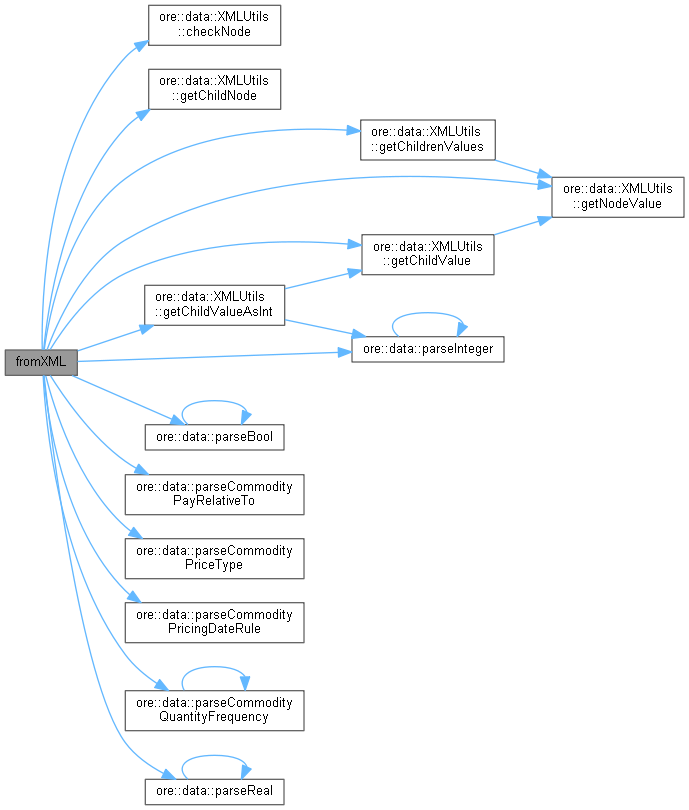 ore::data::XMLUtils
::checkNode
ore::data::XMLUtils
::getChildNode
ore::data::XMLUtils
::getChildrenValues
ore::data::XMLUtils
::getNodeValue
ore::data::XMLUtils
::getChildValue
ore::data::XMLUtils
::getChildValueAsInt
ore::data::parseInteger
fromXML
ore::data::parseBool
ore::data::parseCommodity
PayRelativeTo
ore::data::parseCommodity
PriceType
ore::data::parseCommodity
PricingDateRule
ore::data::parseCommodity
QuantityFrequency
ore::data::parseReal